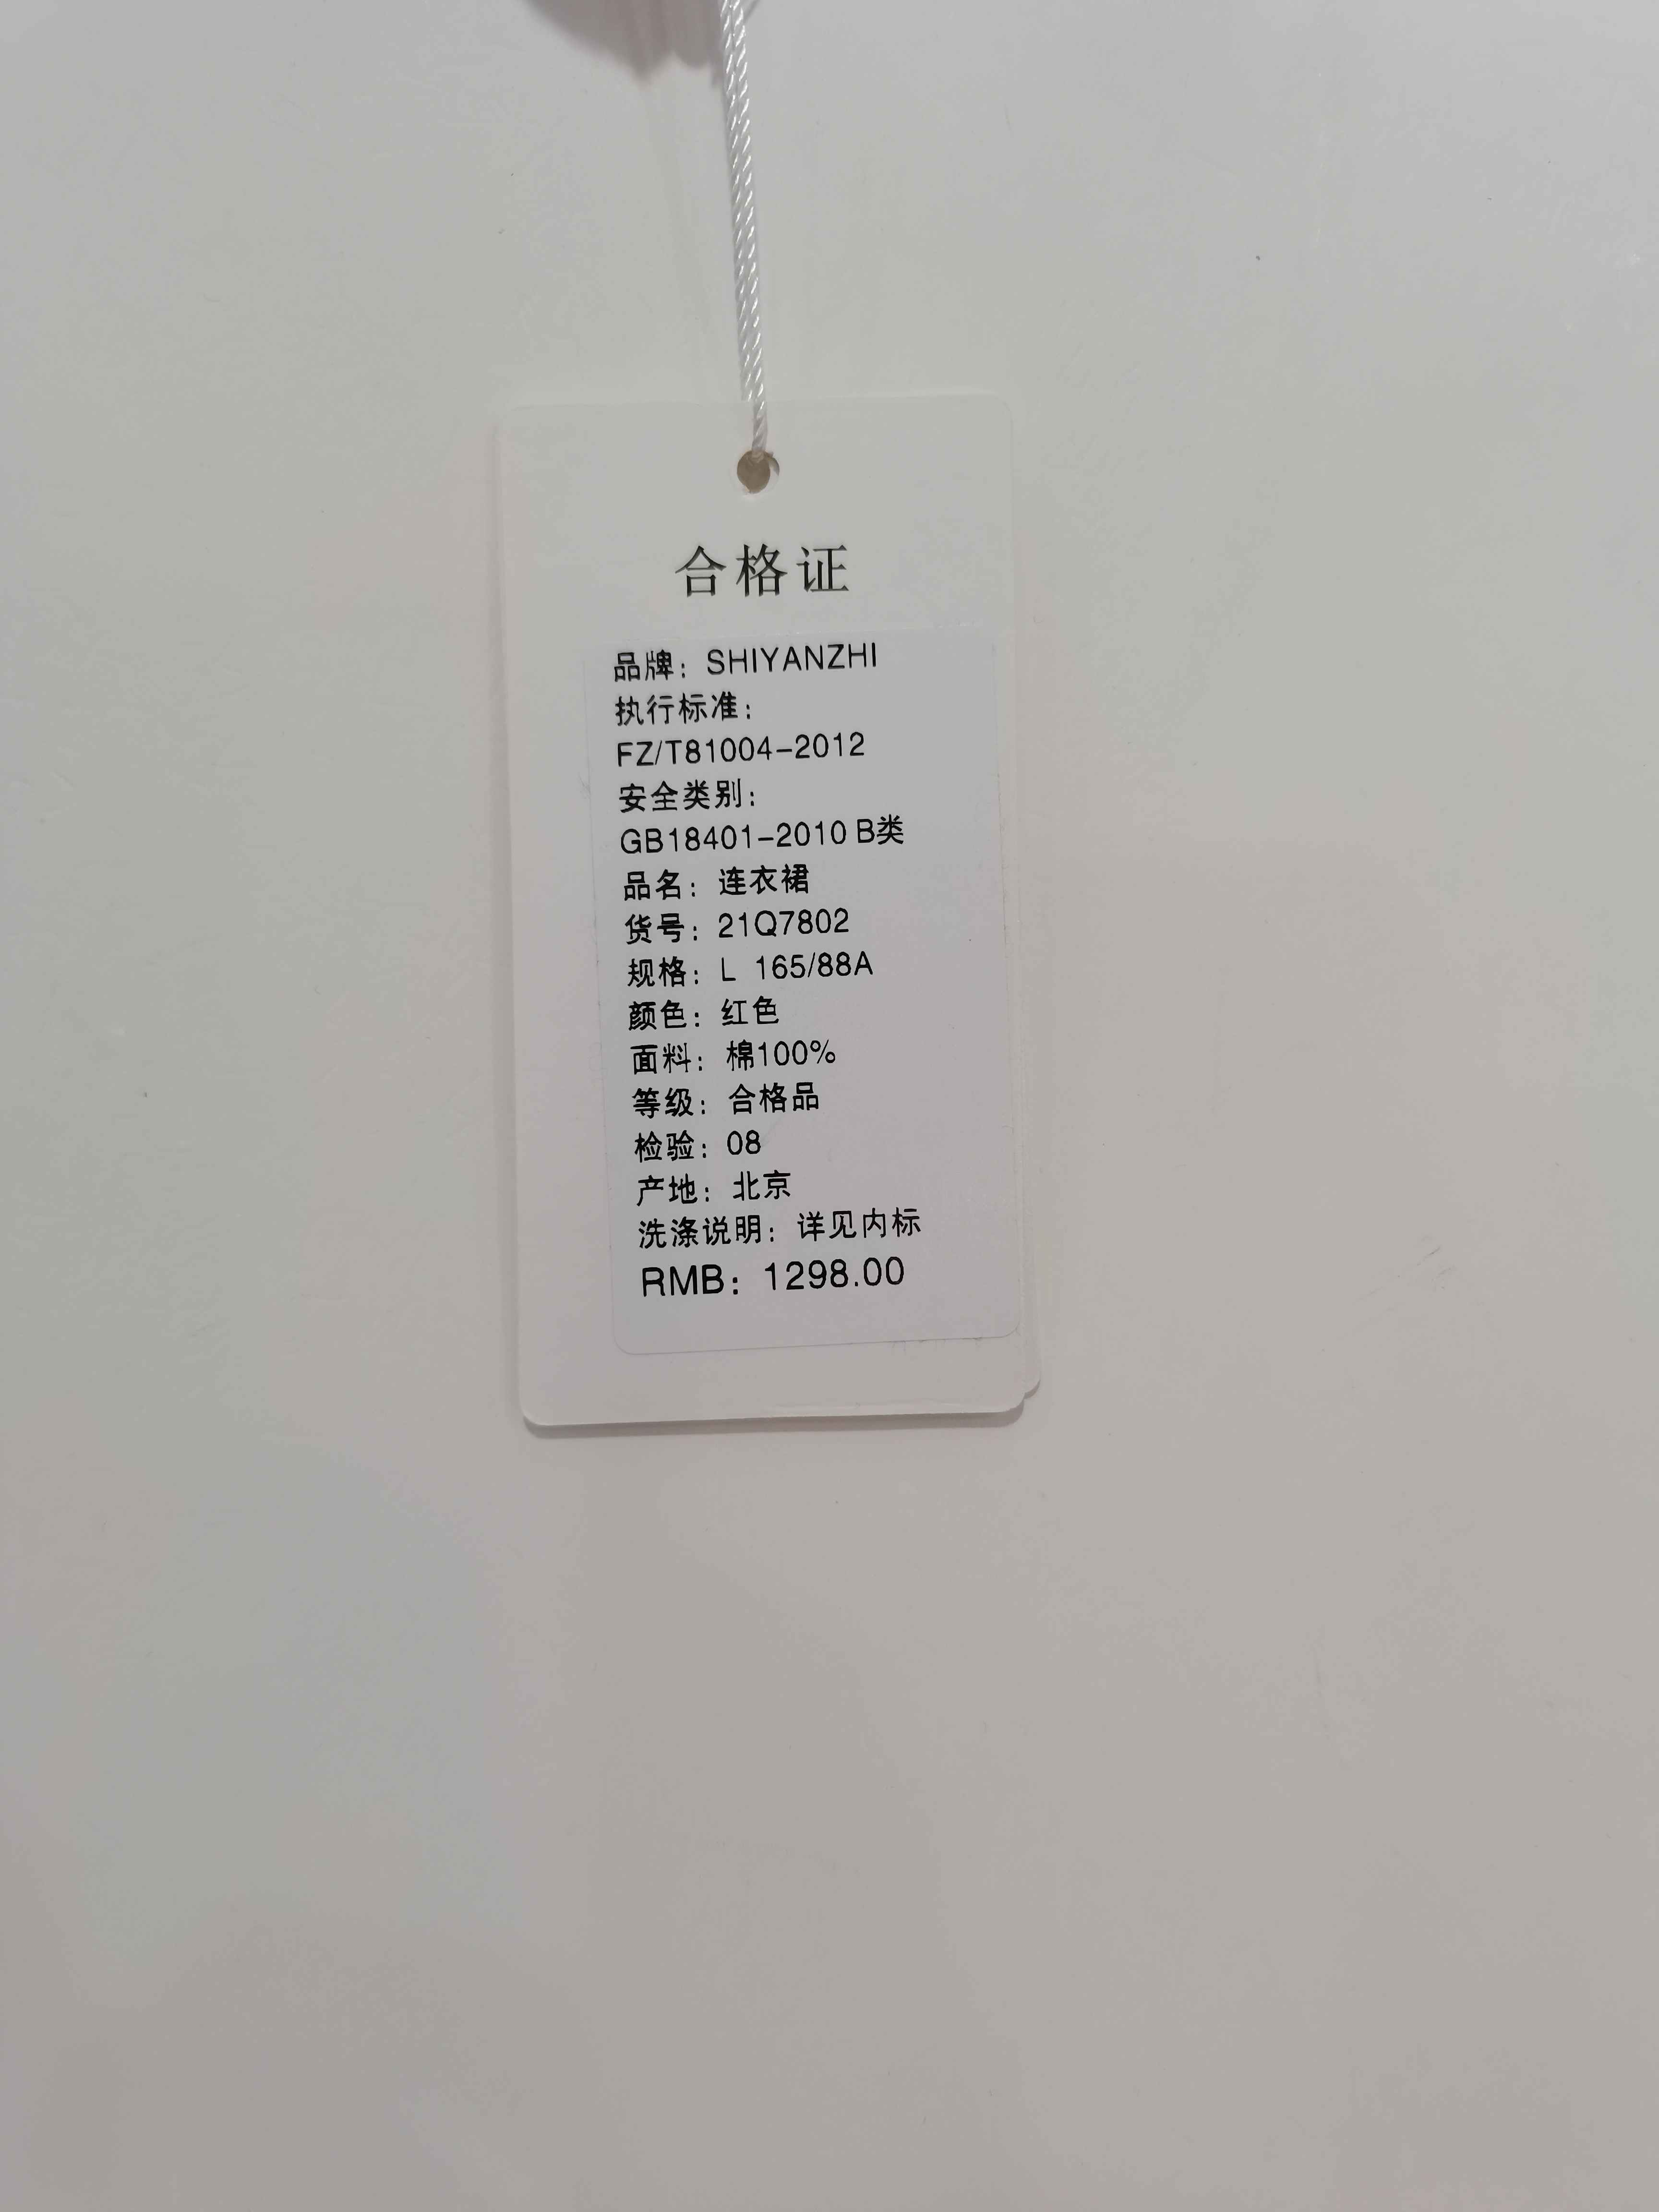 合格证
品牌：SHIYANZHI
执行标准：
FZ/T81004-2012
安全类别：
GB18401-2010 B类
品名：连衣裙
货号：21Q7802
规格：L 165/88A
颜色：红色
面料：棉100%
等级：合格品
检验：08
产地：北京
洗涤说明：详见内标
RMB：1298.00